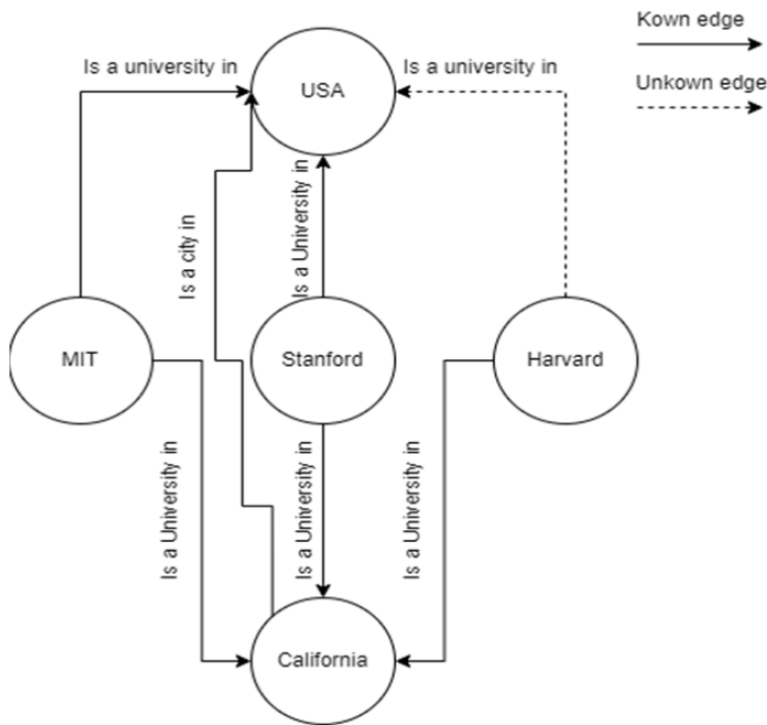 Kown edge
Is a university in
USA
Is a university in
Unkown edge
Is a city in
Is a University in
MIT
Stanford
Harvard
Is a University in
Is a University in
Is a University in
California